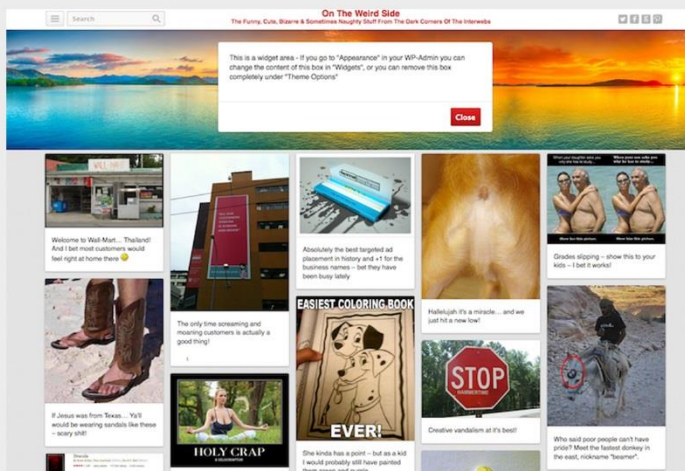 On The Weird Side
Search
The Funny, Cute, Bizarre & Sometimes Naughty Stuff From The Dark Corners Of The Interwebs
This is a widget area - If you go to "Appearance" in your WP-Admin you can
change the content of this box in "Widgets", or you can remove this box
completely under "Theme Options"
Close
WALL MART
Welcome to Wall-Mart... Thailand!
And I bet most customers would
feel right at home there
If Jesus was from Texas... Ya'll
would be wearing sandals like these
– scary shit!
The only time screaming and
moaning customers is actually a
good thing!
HOLY CRAP
Absolutely the best targeted ad
placement in history and +1 for the
business names – bet they have
been busy lately
EASIEST COLORING BOOK
EVER!
She kinda has a point – but as a kid
I would probably still have painted
them green and purple
Hallelujah it's a miracle... and we
just hit a new low!
STOP
HAMMERTIME
Creative vandalism at it's best!
Grades slipping – show this to your
kids – I bet it works!
Who said poor people can't have
pride? Meet the fastest donkey in
the east, nickname "beamer".